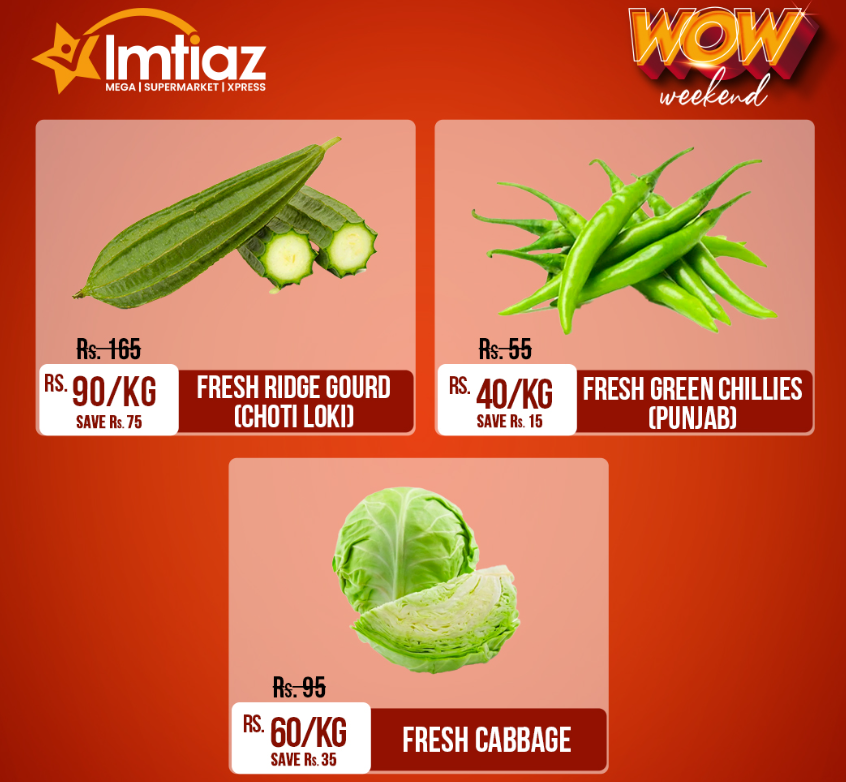 Imtiaz
MEGA | SUPERMARKET | XPRESS
WOW
weekend
Rs. 165
RS. 90/KG
SAVE Rs. 75
FRESH RIDGE GOURD
(CHOTI LOKI)
Rs. 55
RS. 40/KG
SAVE Rs. 15
FRESH GREEN CHILLIES
(PUNJAB)
Rs. 95
RS. 60/KG
SAVE Rs. 35
FRESH CABBAGE